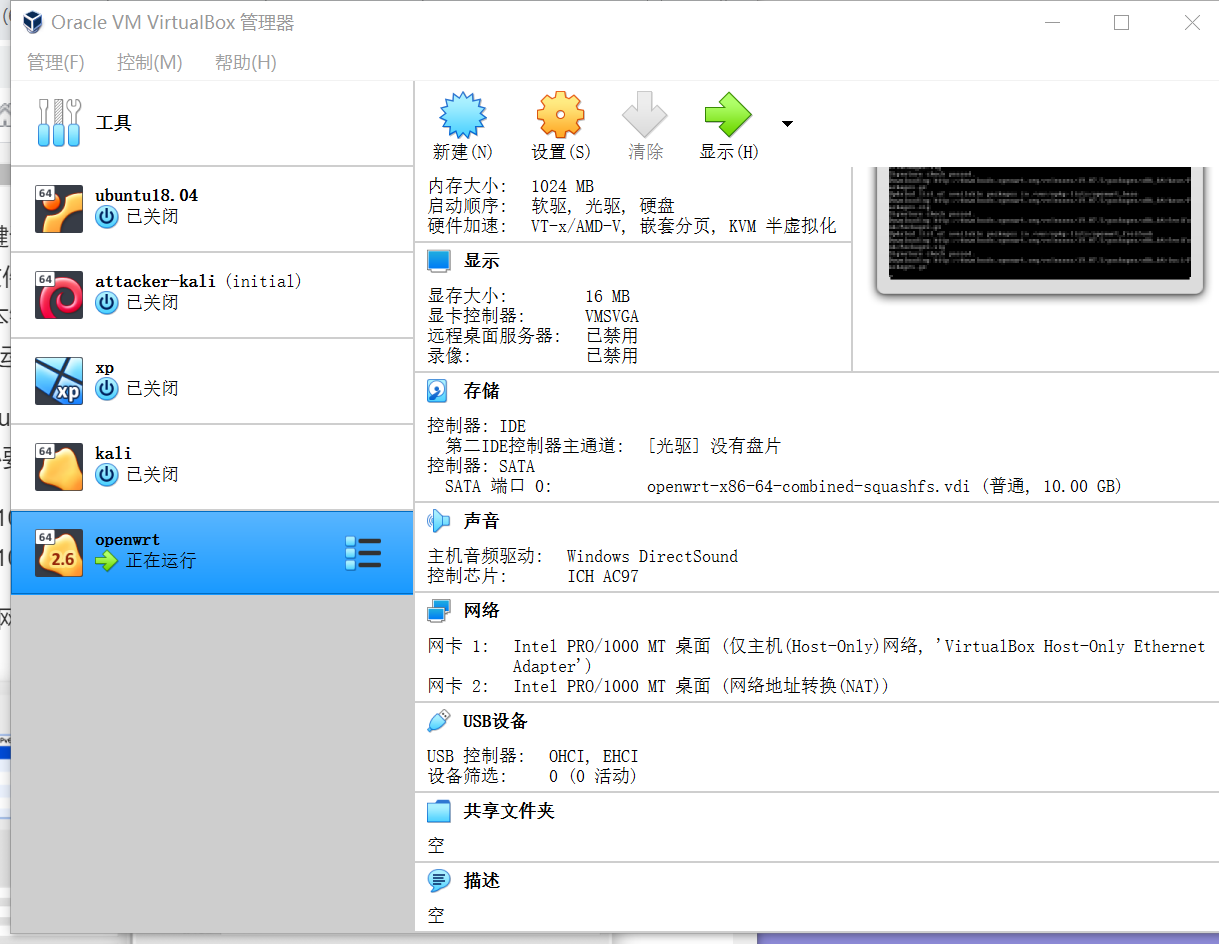 Oracle VM VirtualBox 管理器
管理(F) 控制(M) 帮助(H)
工具
新建(N) 设置(S) 清除 显示(H)
64
ubuntu18.04
已关闭
64
attacker-kali (initial)
已关闭
xp
xp
已关闭
64
kali
已关闭
64
2.6
openwrt
正在运行
内存大小: 1024 MB
启动顺序: 软驱, 光驱, 硬盘
硬件加速: VT-x/AMD-V, 嵌套分页, KVM 半虚拟化
显示
显存大小: 16 MB
显卡控制器: VMSVGA
远程桌面服务器: 已禁用
录像: 已禁用
存储
控制器: IDE
第二IDE控制器主通道: [光驱] 没有盘片
控制器: SATA
SATA 端口 0: openwrt-x86-64-combined-squashfs.vdi (普通, 10.00 GB)
声音
主机音频驱动: Windows DirectSound
控制芯片: ICH AC97
网络
网卡 1: Intel PRO/1000 MT 桌面 (仅主机(Host-Only)网络, 'VirtualBox Host-Only Ethernet
Adapter')
网卡 2: Intel PRO/1000 MT 桌面 (网络地址转换(NAT))
USB设备
USB 控制器: OHCI, EHCI
设备筛选: 0 (0 活动)
共享文件夹
空
描述
空